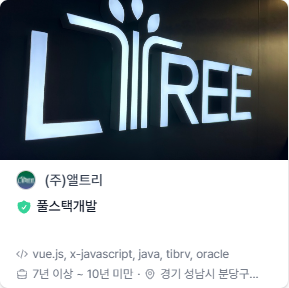 LTREE
(주)앨트리
풀스택개발
vue.js, x-javascript, java, tibrv, oracle
7년 이상 ~ 10년 미만 · 경기 성남시 분당구...